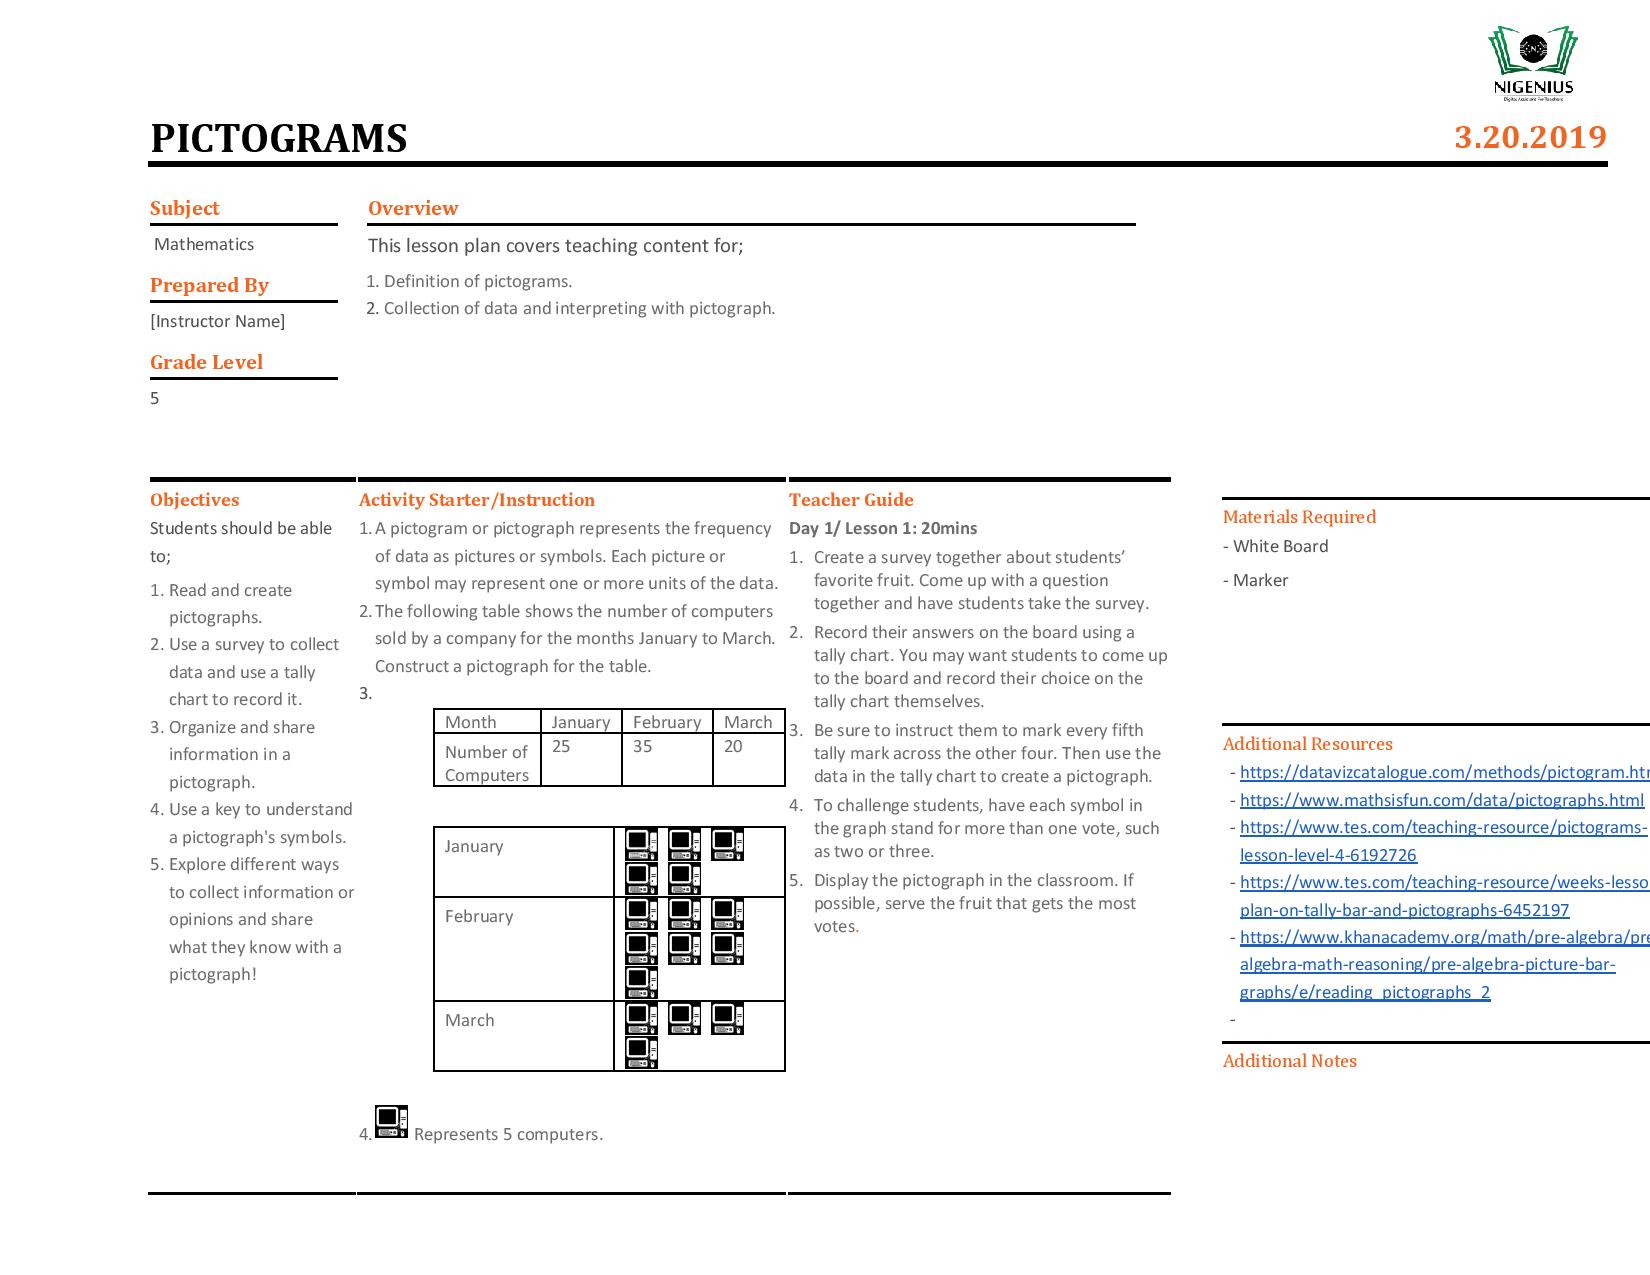 NIGENIUS
Digital Assistant For Teachers
PICTOGRAMS
3.20.2019
Subject
Mathematics
Prepared By
[Instructor Name]
Grade Level
5
Overview
This lesson plan covers teaching content for;
1. Definition of pictograms.
2. Collection of data and interpreting with pictograph.
Objectives
Students should be able
to;
1. Read and create
pictographs.
2. Use a survey to collect
data and use a tally
chart to record it.
3. Organize and share
information in a
pictograph.
4. Use a key to understand
a pictograph's symbols.
5. Explore different ways
to collect information or
opinions and share
what they know with a
pictograph!
Activity Starter/Instruction
1. A pictogram or pictograph represents the frequency
of data as pictures or symbols. Each picture or
symbol may represent one or more units of the data.
2. The following table shows the number of computers
sold by a company for the months January to March.
Construct a pictograph for the table.
3.
Month January February March
Number of 25 35 20
Computers
January
February
March
4. Represents 5 computers.
Teacher Guide
Day 1/ Lesson 1: 20mins
1. Create a survey together about students’
favorite fruit. Come up with a question
together and have students take the survey.
2. Record their answers on the board using a
tally chart. You may want students to come up
to the board and record their choice on the
tally chart themselves.
3. Be sure to instruct them to mark every fifth
tally mark across the other four. Then use the
data in the tally chart to create a pictograph.
4. To challenge students, have each symbol in
the graph stand for more than one vote, such
as two or three.
5. Display the pictograph in the classroom. If
possible, serve the fruit that gets the most
votes.
Materials Required
- White Board
- Marker
Additional Resources
- https://datavizcatalogue.com/methods/pictogram.htm
- https://www.mathsisfun.com/data/pictographs.html
- https://www.tes.com/teaching-resource/pictograms-
lesson-level-4-6192726
- https://www.tes.com/teaching-resource/weeks-lesso
plan-on-tally-bar-and-pictographs-6452197
- https://www.khanacademy.org/math/pre-algebra/pre
algebra-math-reasoning/pre-algebra-picture-bar-
graphs/e/reading_pictographs_2
-
Additional Notes